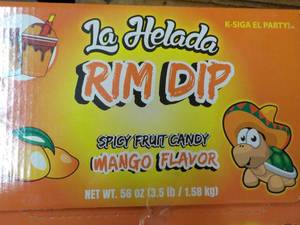 K-SIGA EL PARTY!
La Helada
RIM DIP
SPICY FRUIT CANDY
MANGO FLAVOR
NET WT. 56 OZ (3.5 lb / 1.58 kg)